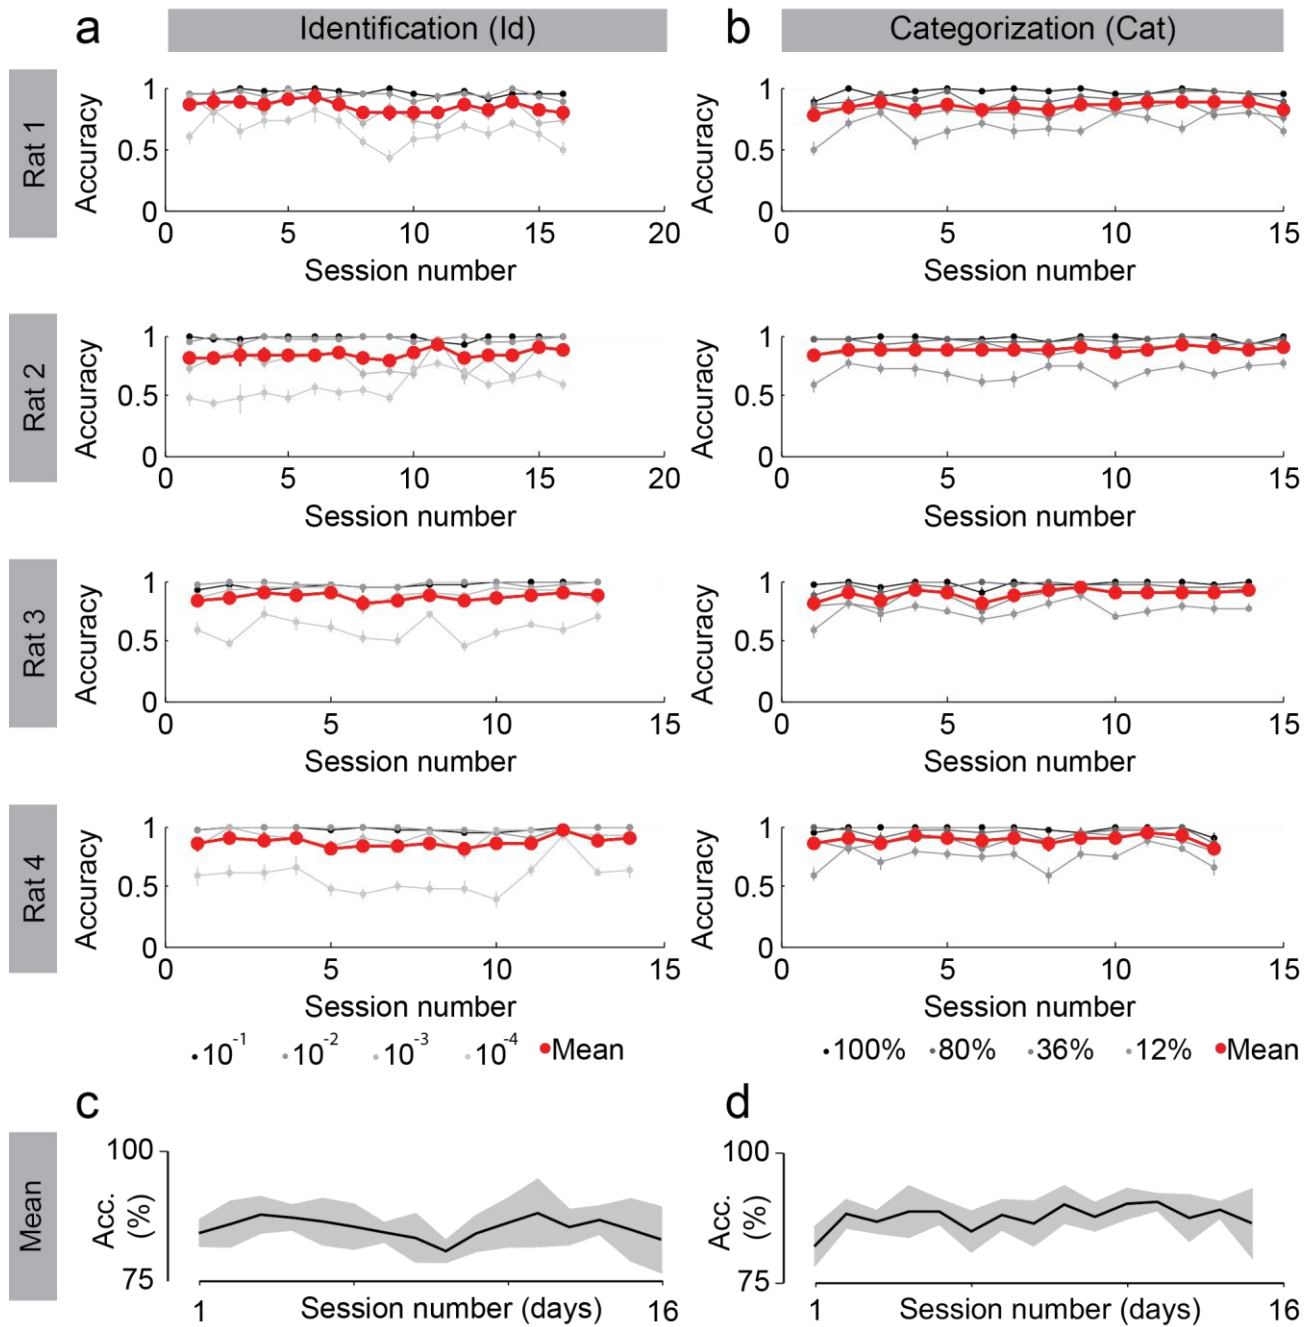 a Identification (Id) b Categorization (Cat)
Rat 1
Accuracy
1
0.5
0
0 5 10 15 20
Session number
Accuracy
1
0.5
0
0 5 10 15
Session number
Rat 2
Accuracy
1
0.5
0
0 5 10 15 20
Session number
Accuracy
1
0.5
0
0 5 10 15
Session number
Rat 3
Accuracy
1
0.5
0
0 5 10 15
Session number
Accuracy
1
0.5
0
0 5 10 15
Session number
Rat 4
Accuracy
1
0.5
0
0 5 10 15
Session number
Accuracy
1
0.5
0
0 5 10 15
Session number
10⁻¹ 10⁻² 10⁻³ 10⁻⁴ Mean
100% 80% 36% 12% Mean
c
d
Mean
Acc.
(%)
100
75
1 Session number (days) 16
Acc.
(%)
100
75
1 Session number (days) 16